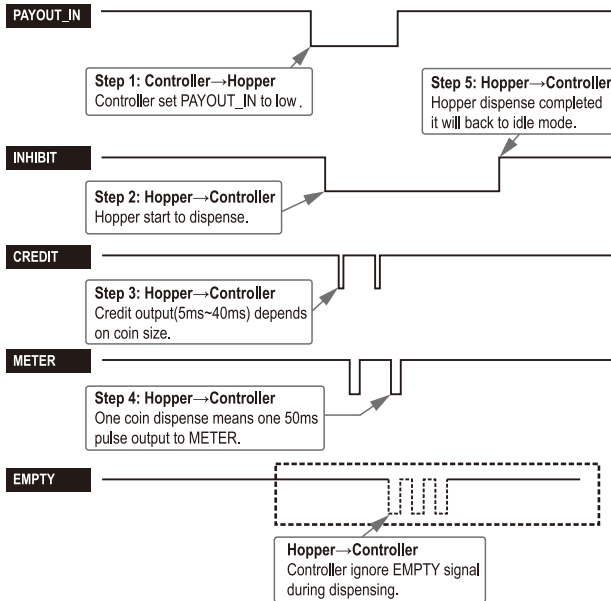 PAYOUT_IN
Step 1: Controller→Hopper
Controller set PAYOUT_IN to low .
Step 5: Hopper→Controller
Hopper dispense completed
it will back to idle mode.
INHIBIT
Step 2: Hopper→Controller
Hopper start to dispense.
CREDIT
Step 3: Hopper→Controller
Credit output(5ms~40ms) depends
on coin size.
METER
Step 4: Hopper→Controller
One coin dispense means one 50ms
pulse output to METER.
EMPTY
Hopper→Controller
Controller ignore EMPTY signal
during dispensing.